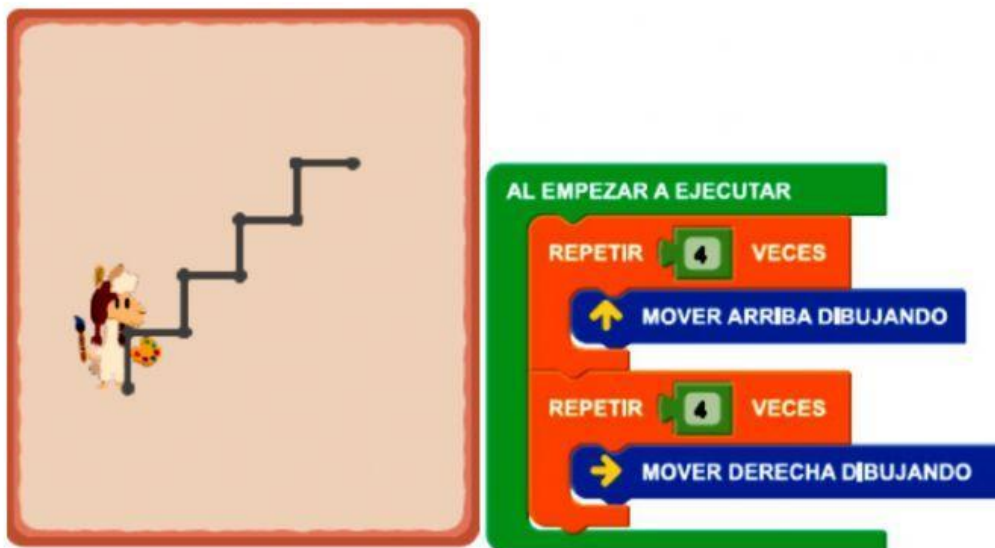 AL EMPEZAR A EJECUTAR
REPETIR 4 VECES
MOVER ARRIBA DIBUJANDO
REPETIR 4 VECES
MOVER DERECHA DIBUJANDO